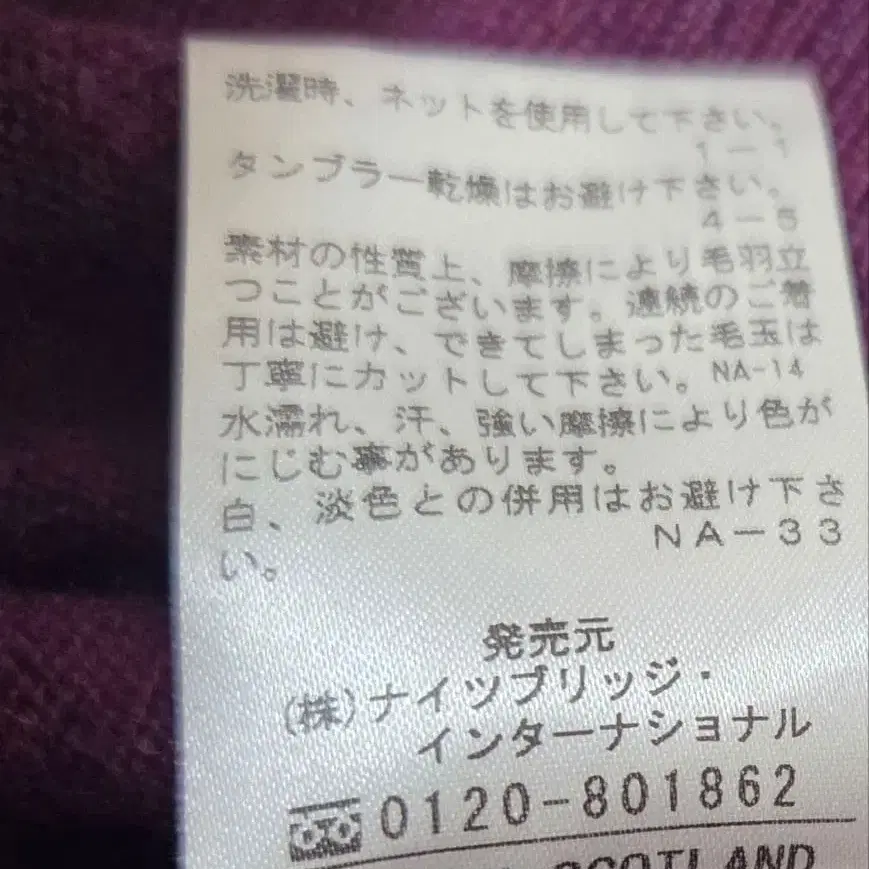 洗濯時、ネットを使用して下さい。
1-1
タンブラー乾燥はお避け下さい。
4-5
素材の性質上、摩擦により毛羽立
つことがございます。連続のご着
用は避け、できてしまった毛玉は
丁寧にカットして下さい。NA-14
水濡れ、汗、強い摩擦により色が
にじむ事があります。
白、淡色との併用はお避け下さ
い。 NA-33
発売元
(株)ナイツブリッジ・
インターナショナル
0120-801862
SCOTLAND